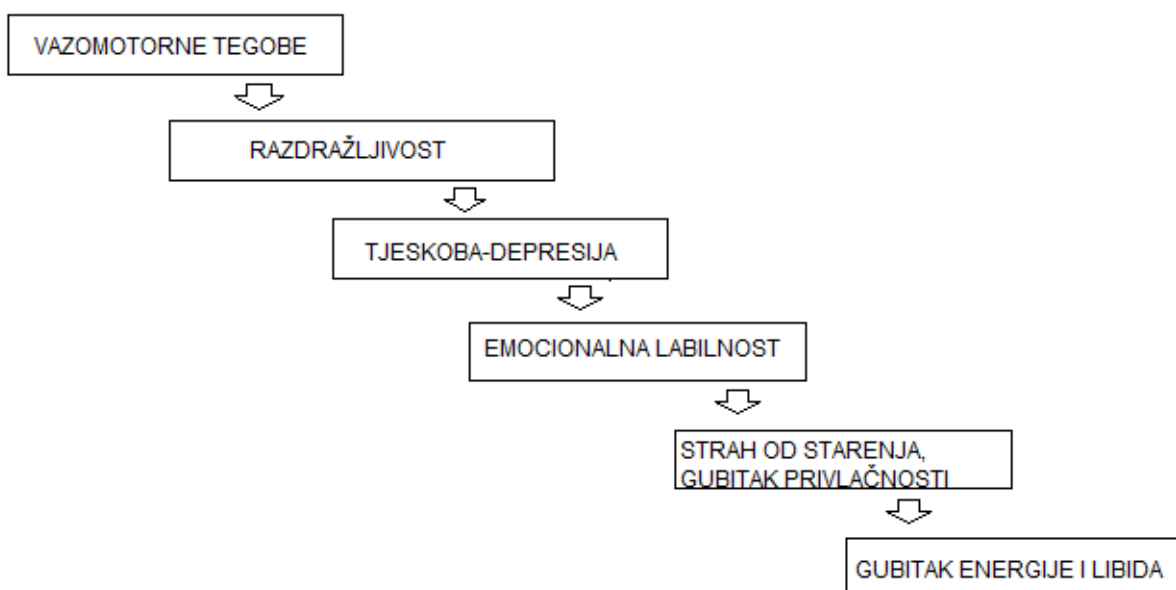 VAZOMOTORNE TEGOBE
RAZDRAŽLJIVOST
TJESKOBA-DEPRESIJA
EMOCIONALNA LABILNOST
STRAH OD STARENJA,
GUBITAK PRIVLAČNOSTI
GUBITAK ENERGIJE I LIBIDA